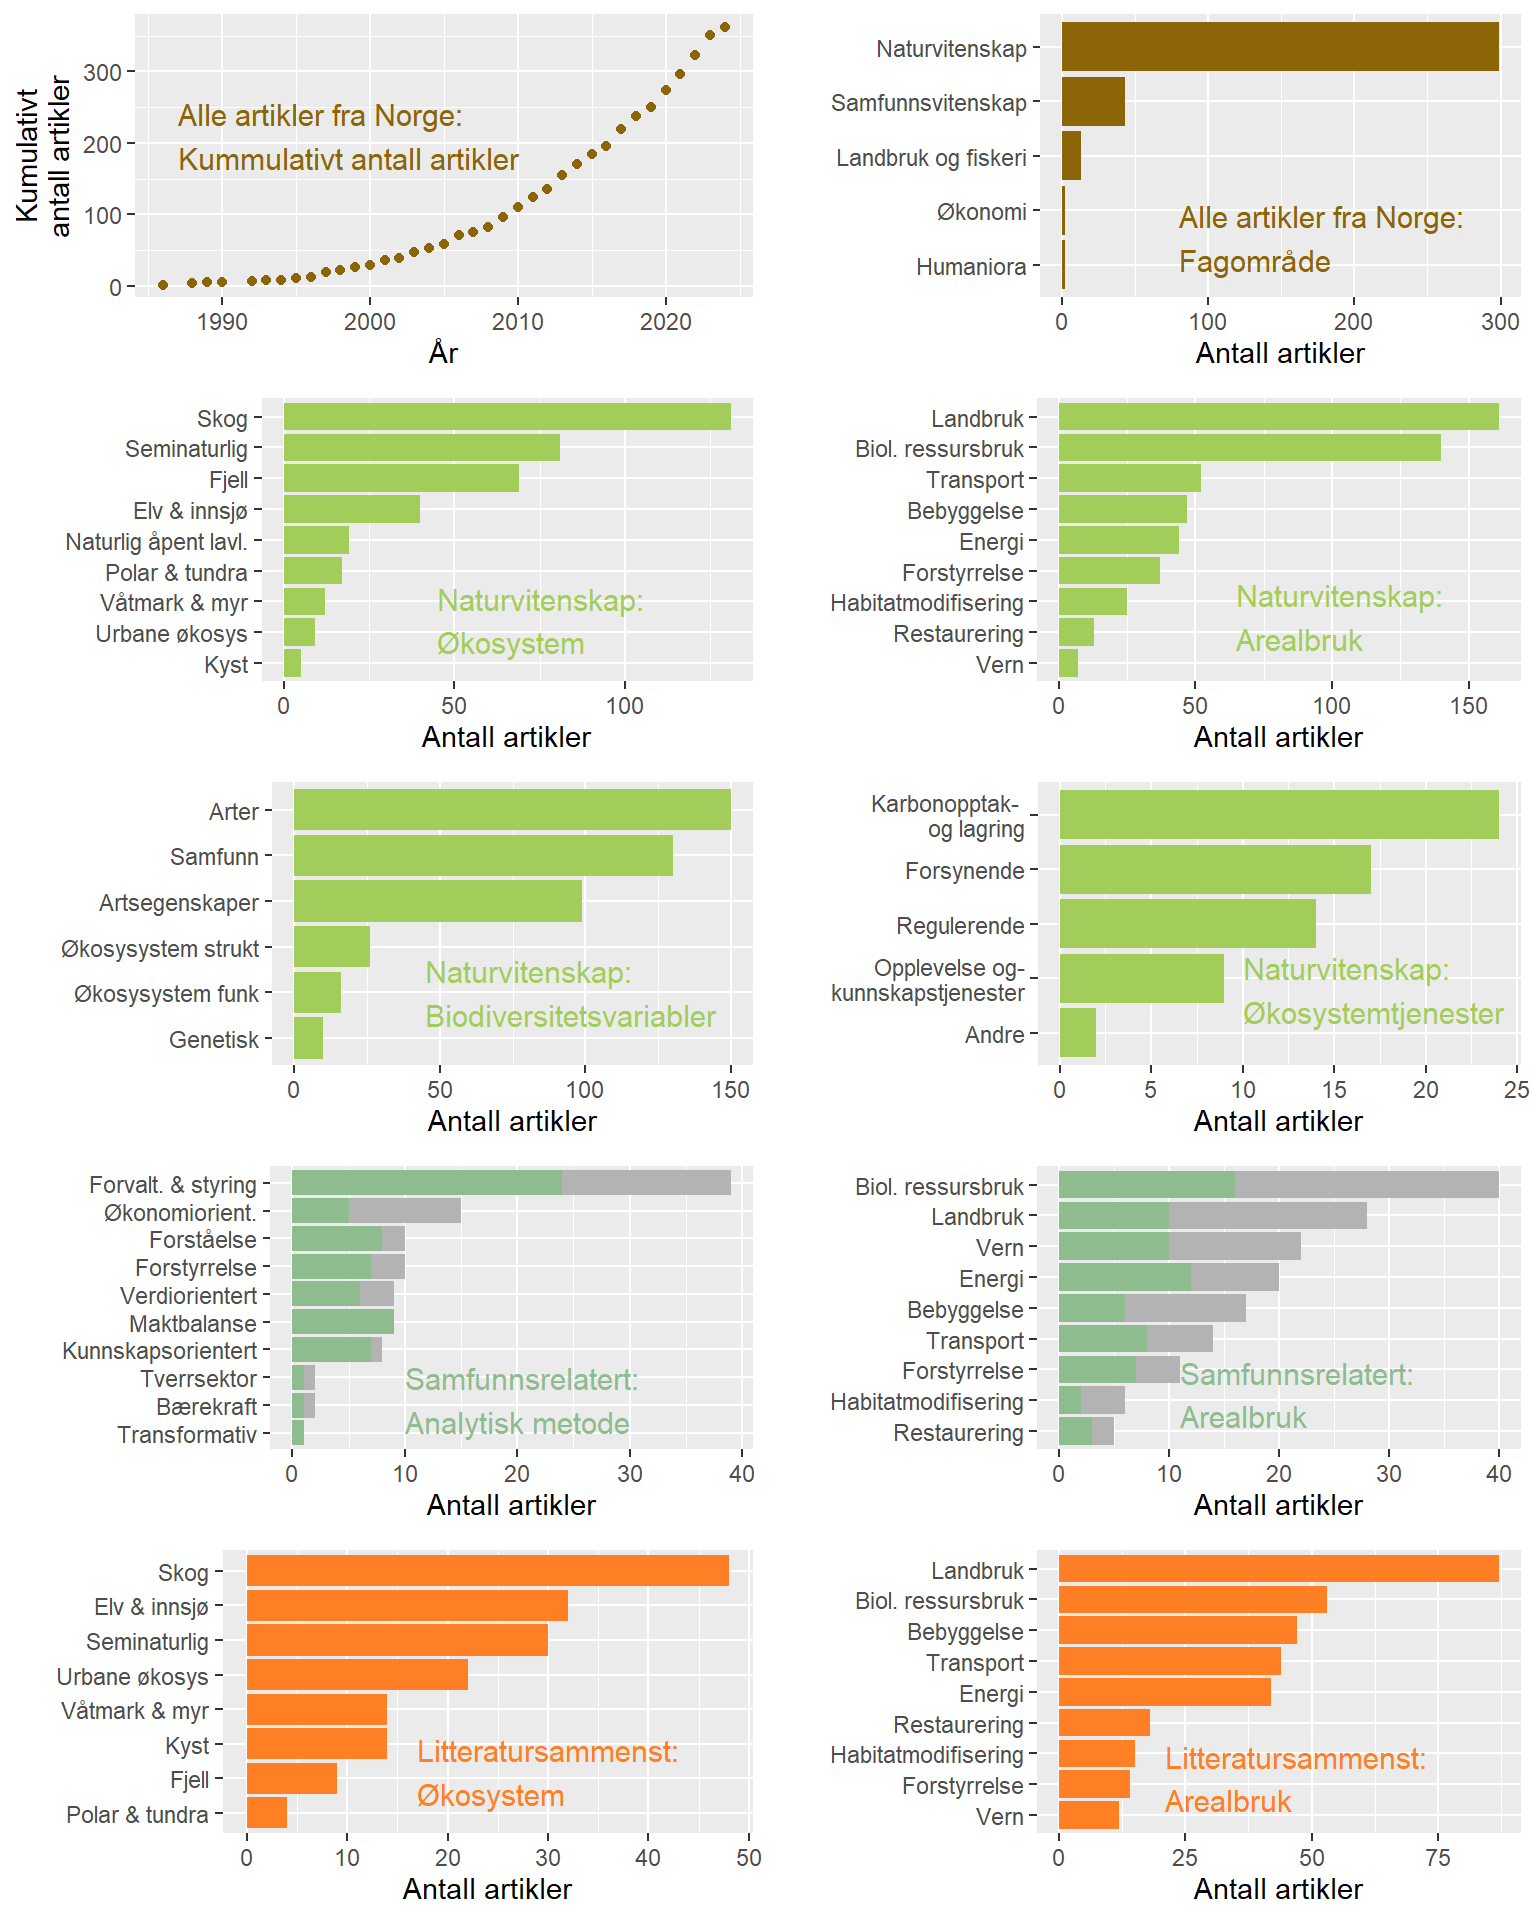 Kumulativt
antall artikler
300
200
100
0
Alle artikler fra Norge:
Kummulativt antall artikler
1990 2000 2010 2020
År
Naturvitenskap
Samfunnsvitenskap
Landbruk og fiskeri
Økonomi
Humaniora
Alle artikler fra Norge:
Fagområde
0 100 200 300
Antall artikler
Skog
Seminaturlig
Fjell
Elv & innsjø
Naturlig åpent lavl.
Polar & tundra
Våtmark & myr
Urbane økosys
Kyst
Naturvitenskap:
Økosystem
0 50 100
Antall artikler
Landbruk
Biol. ressursbruk
Transport
Bebyggelse
Energi
Forstyrrelse
Habitatmodifisering
Restaurering
Vern
Naturvitenskap:
Arealbruk
0 50 100 150
Antall artikler
Arter
Samfunn
Artsegenskaper
Økosysystem strukt
Økosysystem funk
Genetisk
Naturvitenskap:
Biodiversitetsvariabler
0 50 100 150
Antall artikler
Karbonopptak-
og lagring
Forsynende
Regulerende
Opplevelse og-
kunnskapstjenester
Andre
Naturvitenskap:
Økosystemtjenester
0 5 10 15 20 25
Antall artikler
Forvalt. & styring
Økonomiorient.
Forståelse
Forstyrrelse
Verdiorientert
Maktbalanse
Kunnskapsorientert
Tverrsektor
Bærekraft
Transformativ
Samfunnsrelatert:
Analytisk metode
0 10 20 30 40
Antall artikler
Biol. ressursbruk
Landbruk
Vern
Energi
Bebyggelse
Transport
Forstyrrelse
Habitatmodifisering
Restaurering
Samfunnsrelatert:
Arealbruk
0 10 20 30 40
Antall artikler
Skog
Elv & innsjø
Seminaturlig
Urbane økosys
Våtmark & myr
Kyst
Fjell
Polar & tundra
Litteratursammenst:
Økosystem
0 10 20 30 40 50
Antall artikler
Landbruk
Biol. ressursbruk
Bebyggelse
Transport
Energi
Restaurering
Habitatmodifisering
Forstyrrelse
Vern
Litteratursammenst:
Arealbruk
0 25 50 75
Antall artikler